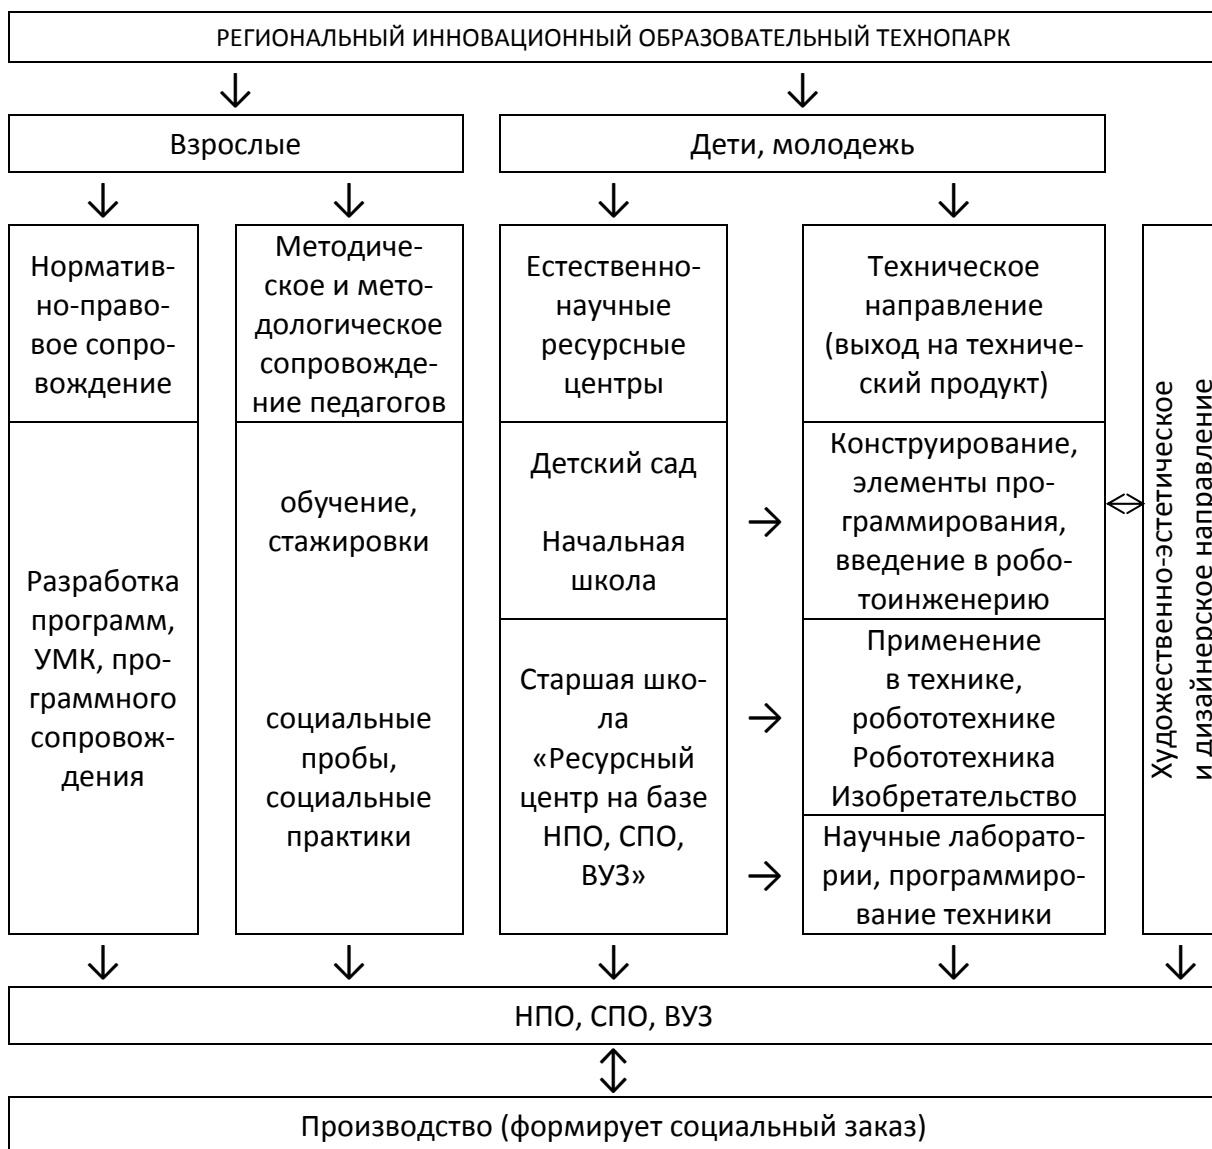 РЕГИОНАЛЬНЫЙ ИННОВАЦИОННЫЙ ОБРАЗОВАТЕЛЬНЫЙ ТЕХНОПАРК
Взрослые
Дети, молодежь
Норматив-
но-право-
вое сопро-
вождение
Методиче-
ское и мето-
дологическое
сопровожде-
ние педагогов
Естественно-
научные
ресурсные
центры
Техническое
направление
(выход на техниче-
ский продукт)
Разработка
программ,
УМК, про-
граммного
сопровож-
дения
обучение,
стажировки
социальные
пробы,
социальные
практики
Детский сад
Начальная
школа
Конструирование,
элементы про-
граммирования,
введение в робо-
тоинженерию
Старшая шко-
ла
«Ресурсный
центр на базе
НПО, СПО,
ВУЗ»
Применение
в технике,
робототехнике
Робототехника
Изобретательство
Научные лаборато-
рии, программиро-
вание техники
Художественно-эстетическое
и дизайнерское направление
НПО, СПО, ВУЗ
Производство (формирует социальный заказ)